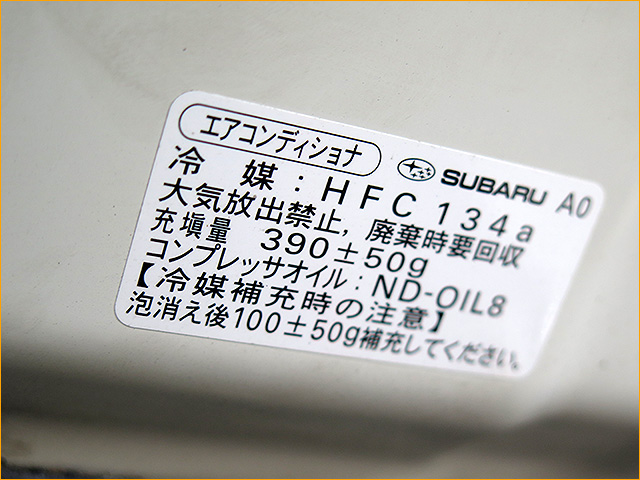 エアコンディショナ SUBARU A0
冷 媒 : HFC 134a
大気放出禁止, 廃棄時要回収
充塡量 390±50g
コンプレッサオイル : ND-OIL8
【冷媒補充時の注意】
泡消え後100±50g補充してください。